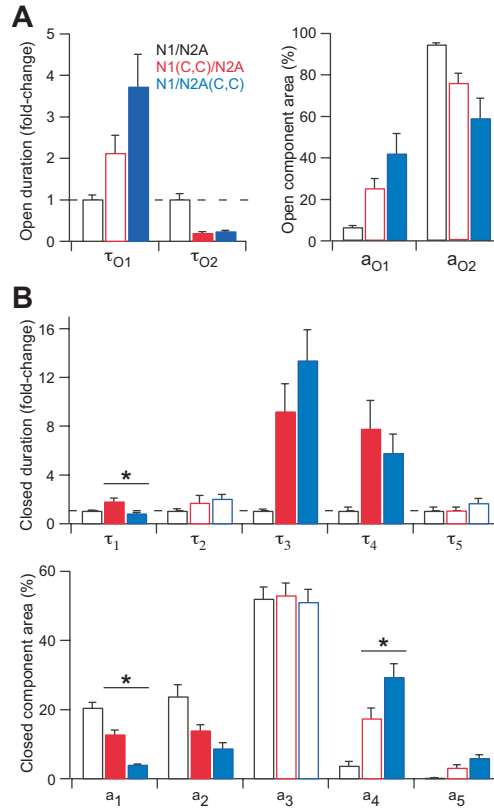 A
Open duration (fold-change)
5
4
3
2
1
0
N1/N2A
N1(C,C)/N2A
N1/N2A(C,C)
τO1
τO2
Open component area (%)
100
80
60
40
20
0
aO1
aO2
B
Closed duration (fold-change)
16
12
8
4
0
*
τ1
τ2
τ3
τ4
τ5
Closed component area (%)
60
40
20
0
*
*
a1
a2
a3
a4
a5